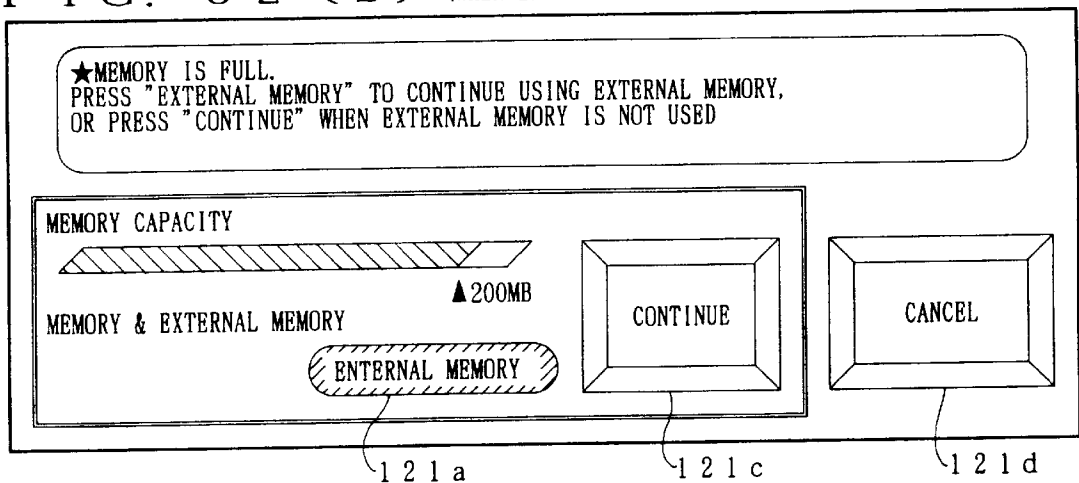 ★MEMORY IS FULL.
PRESS "EXTERNAL MEMORY" TO CONTINUE USING EXTERNAL MEMORY,
OR PRESS "CONTINUE" WHEN EXTERNAL MEMORY IS NOT USED
MEMORY CAPACITY
▲200MB
MEMORY & EXTERNAL MEMORY
ENTERNAL MEMORY
CONTINUE
CANCEL
121a
121c
121d